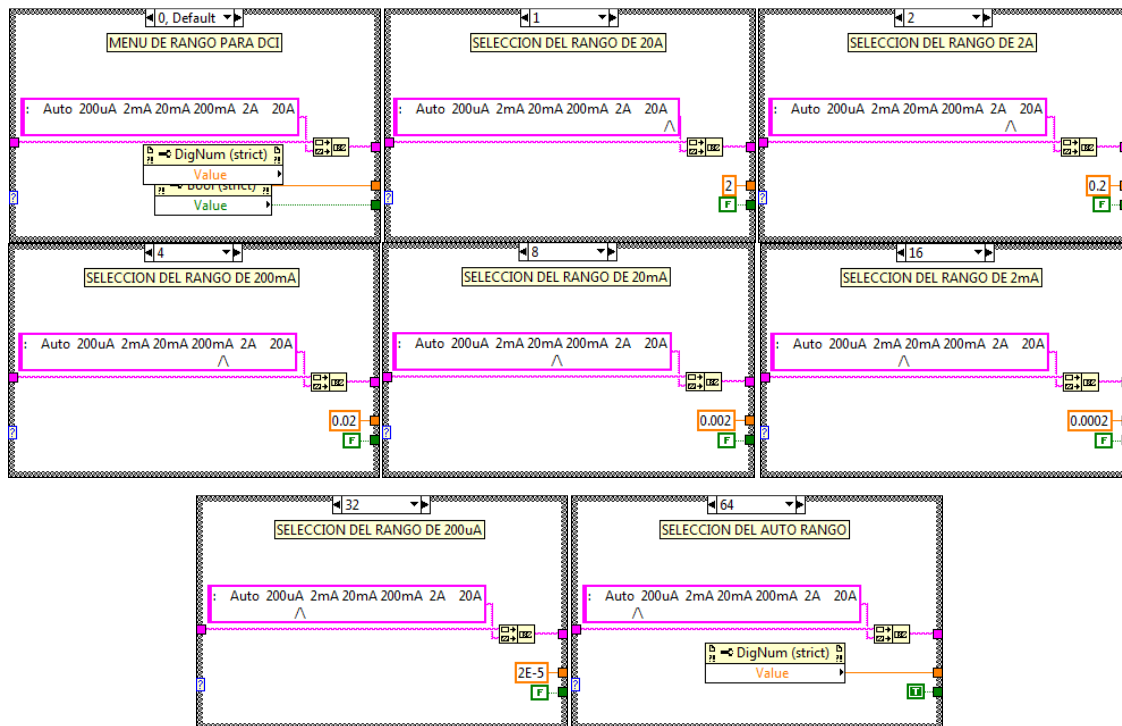 0, Default
MENU DE RANGO PARA DCI
: Auto 200uA 2mA 20mA 200mA 2A 20A
DigNum (strict)
Value
Bool (strict)
Value
?
1
SELECCION DEL RANGO DE 20A
: Auto 200uA 2mA 20mA 200mA 2A 20A
/\
2
F
?
2
SELECCION DEL RANGO DE 2A
: Auto 200uA 2mA 20mA 200mA 2A 20A
/\
0.2
F
?
4
SELECCION DEL RANGO DE 200mA
: Auto 200uA 2mA 20mA 200mA 2A 20A
/\
0.02
F
?
8
SELECCION DEL RANGO DE 20mA
: Auto 200uA 2mA 20mA 200mA 2A 20A
/\
0.002
F
?
16
SELECCION DEL RANGO DE 2mA
: Auto 200uA 2mA 20mA 200mA 2A 20A
/\
0.0002
F
?
32
SELECCION DEL RANGO DE 200uA
: Auto 200uA 2mA 20mA 200mA 2A 20A
/\
2E-5
F
?
64
SELECCION DEL AUTO RANGO
: Auto 200uA 2mA 20mA 200mA 2A 20A
/\
DigNum (strict)
Value
T
?